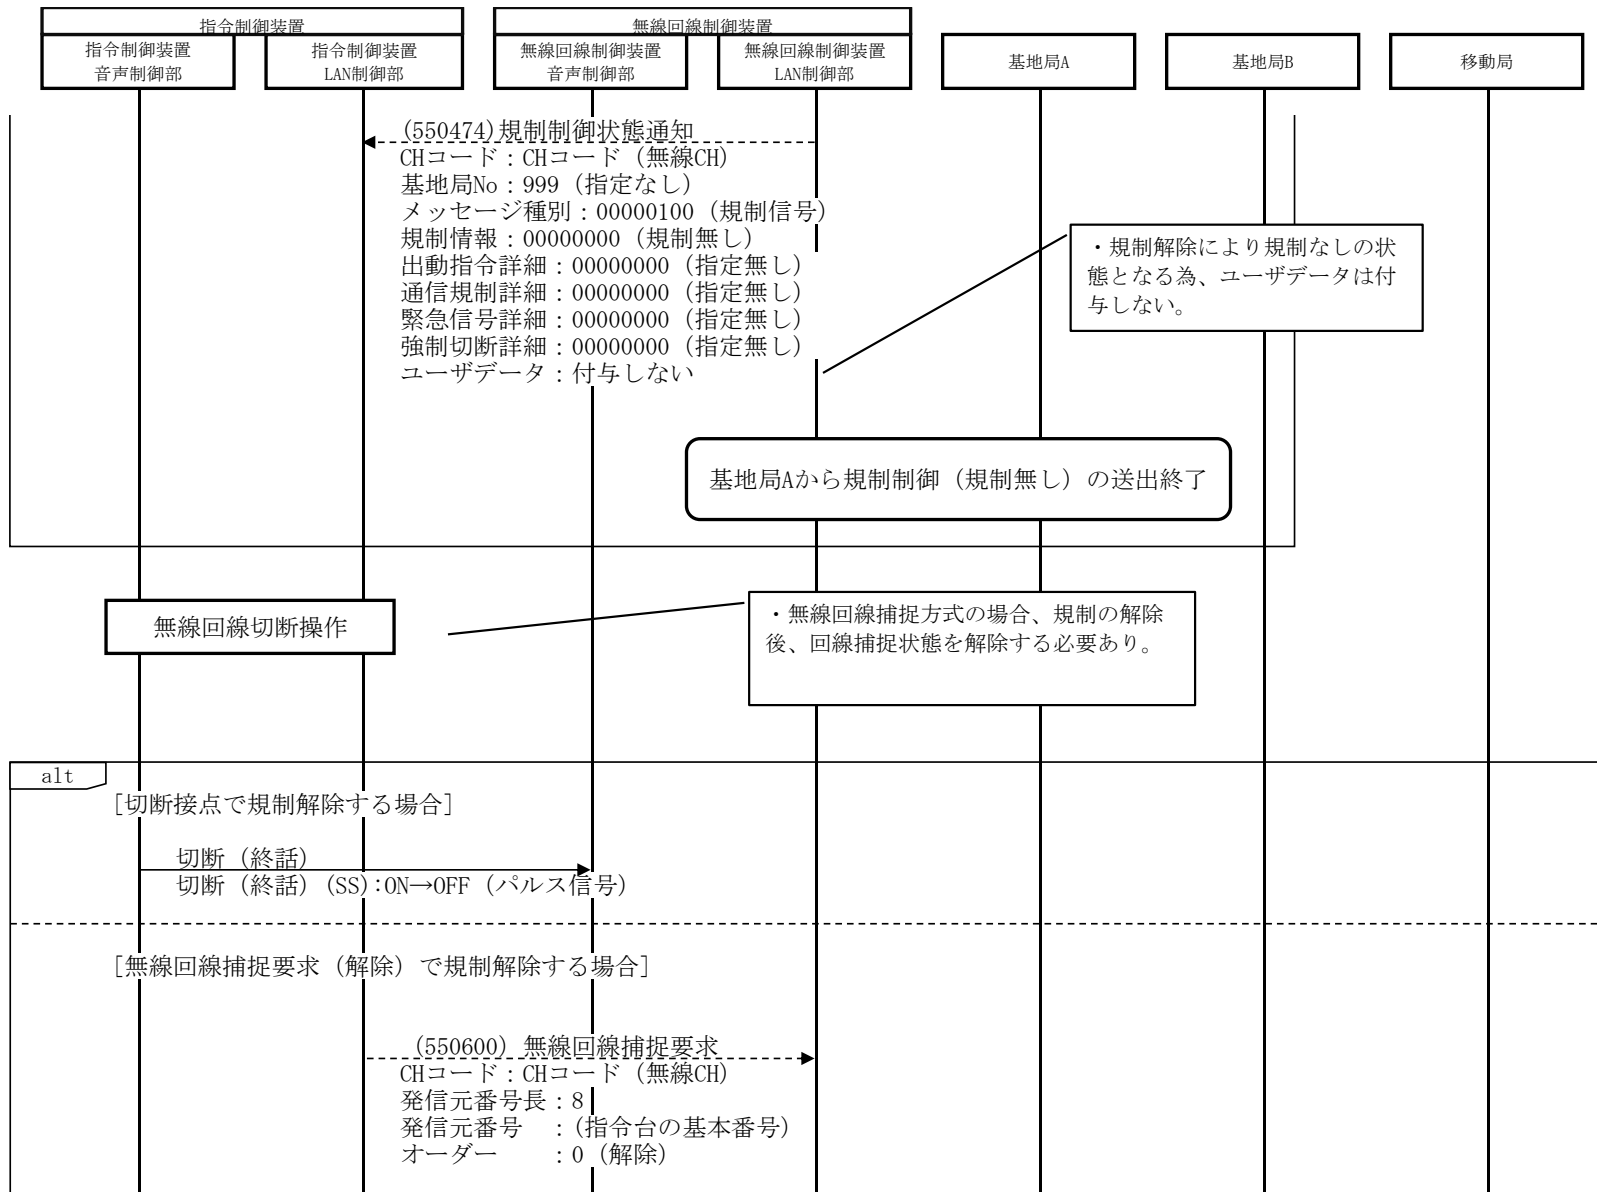 指令制御装置
無線回線制御装置
指令制御装置
音声制御部
指令制御装置
LAN制御部
無線回線制御装置
音声制御部
無線回線制御装置
LAN制御部
基地局A
基地局B
移動局
(550474)規制制御状態通知
CHコード：CHコード（無線CH）
基地局No：999（指定なし）
メッセージ種別：00000100（規制信号）
規制情報：00000000（規制無し）
出動指令詳細：00000000（指定無し）
通信規制詳細：00000000（指定無し）
緊急信号詳細：00000000（指定無し）
強制切断詳細：00000000（指定無し）
ユーザデータ：付与しない
・規制解除により規制なしの状
態となる為、ユーザデータは付
与しない。
基地局Aから規制制御（規制無し）の送出終了
無線回線切断操作
・無線回線捕捉方式の場合、規制の解除
後、回線捕捉状態を解除する必要あり。
alt
[切断接点で規制解除する場合]
切断（終話）
切断（終話）(SS):ON→OFF（パルス信号）
[無線回線捕捉要求（解除）で規制解除する場合]
(550600) 無線回線捕捉要求
CHコード：CHコード（無線CH）
発信元番号長：8
発信元番号　：(指令台の基本番号)
オーダー　　：0（解除）